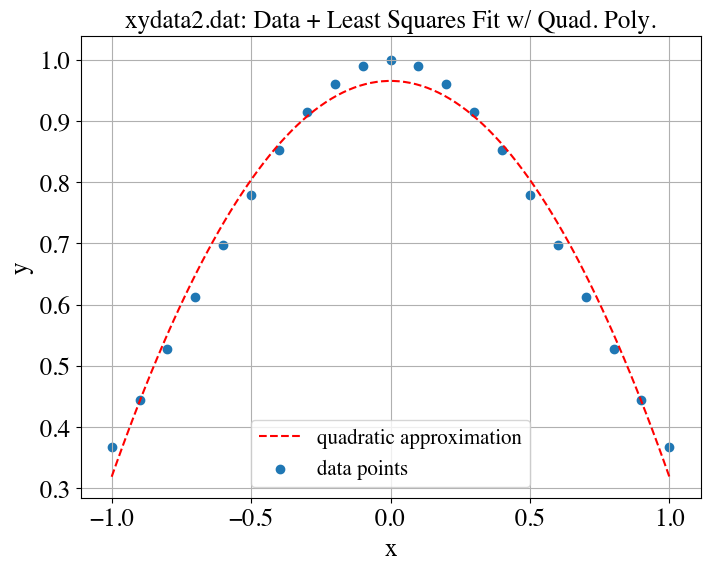 xydata2.dat: Data + Least Squares Fit w/ Quad. Poly.
1.0
0.9
0.8
0.7
0.6
0.5
0.4
0.3
y
quadratic approximation
data points
−1.0 −0.5 0.0 0.5 1.0
x